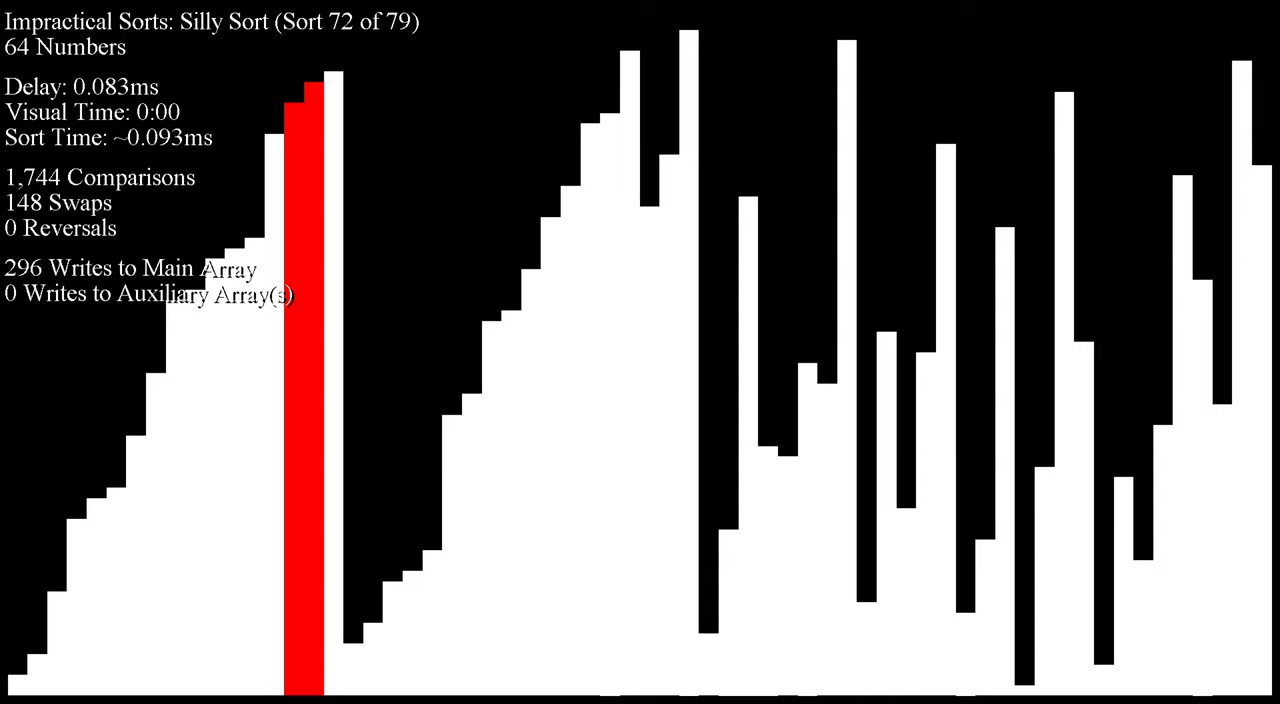 Impractical Sorts: Silly Sort (Sort 72 of 79)
64 Numbers
Delay: 0.083ms
Visual Time: 0:00
Sort Time: ~0.093ms
1,744 Comparisons
148 Swaps
0 Reversals
296 Writes to Main Array
0 Writes to Auxiliary Array(s)